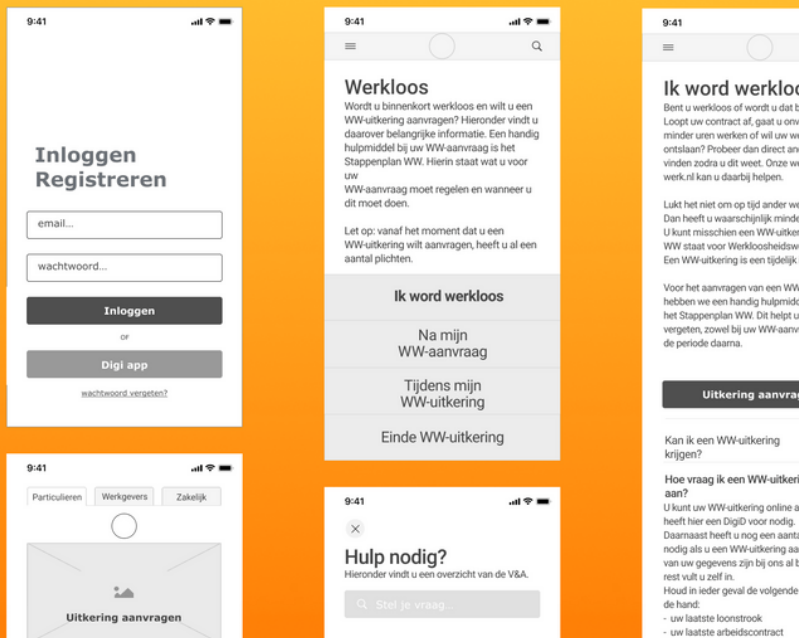 9:41
Inloggen
Registreren
email...
wachtwoord...
Inloggen
OF
Digi app
wachtwoord vergeten?
9:41
Particulieren
Werkgevers
Zakelijk
Uitkering aanvragen
9:41
Werkloos
Wordt u binnenkort werkloos en wilt u een
WW-uitkering aanvragen? Hieronder vindt u
daarover belangrijke informatie. Een handig
hulpmiddel bij uw WW-aanvraag is het
Stappenplan WW. Hierin staat wat u voor
uw
WW-aanvraag moet regelen en wanneer u
dit moet doen.
Let op: vanaf het moment dat u een
WW-uitkering wilt aanvragen, heeft u al een
aantal plichten.
Ik word werkloos
Na mijn
WW-aanvraag
Tijdens mijn
WW-uitkering
Einde WW-uitkering
9:41
Hulp nodig?
Hieronder vindt u een overzicht van de V&A.
Stel je vraag...
9:41
Ik word werkloo
Bent u werkloos of wordt u dat b
Loopt uw contract af, gaat u onv
minder uren werken of wil uw we
ontslaan? Probeer dan direct an
vinden zodra u dit weet. Onze we
werk.nl kan u daarbij helpen.
Lukt het niet om op tijd ander we
Dan heeft u waarschijnlijk minde
U kunt misschien een WW-uitker
WW staat voor Werkloosheidsw
Een WW-uitkering is een tijdelijk
Voor het aanvragen van een WW
hebben we een handig hulpmidd
het Stappenplan WW. Dit helpt u
vergeten, zowel bij uw WW-aanv
de periode daarna.
Uitkering aanvra
Kan ik een WW-uitkering
krijgen?
Hoe vraag ik een WW-uitkeri
aan?
U kunt uw WW-uitkering online a
heeft hier een DigiD voor nodig.
Daarnaast heeft u nog een aanta
nodig als u een WW-uitkering aa
van uw gegevens zijn bij ons al b
rest vult u zelf in.
Houd in ieder geval de volgende
de hand:
- uw laatste loonstrook
- uw laatste arbeidscontract